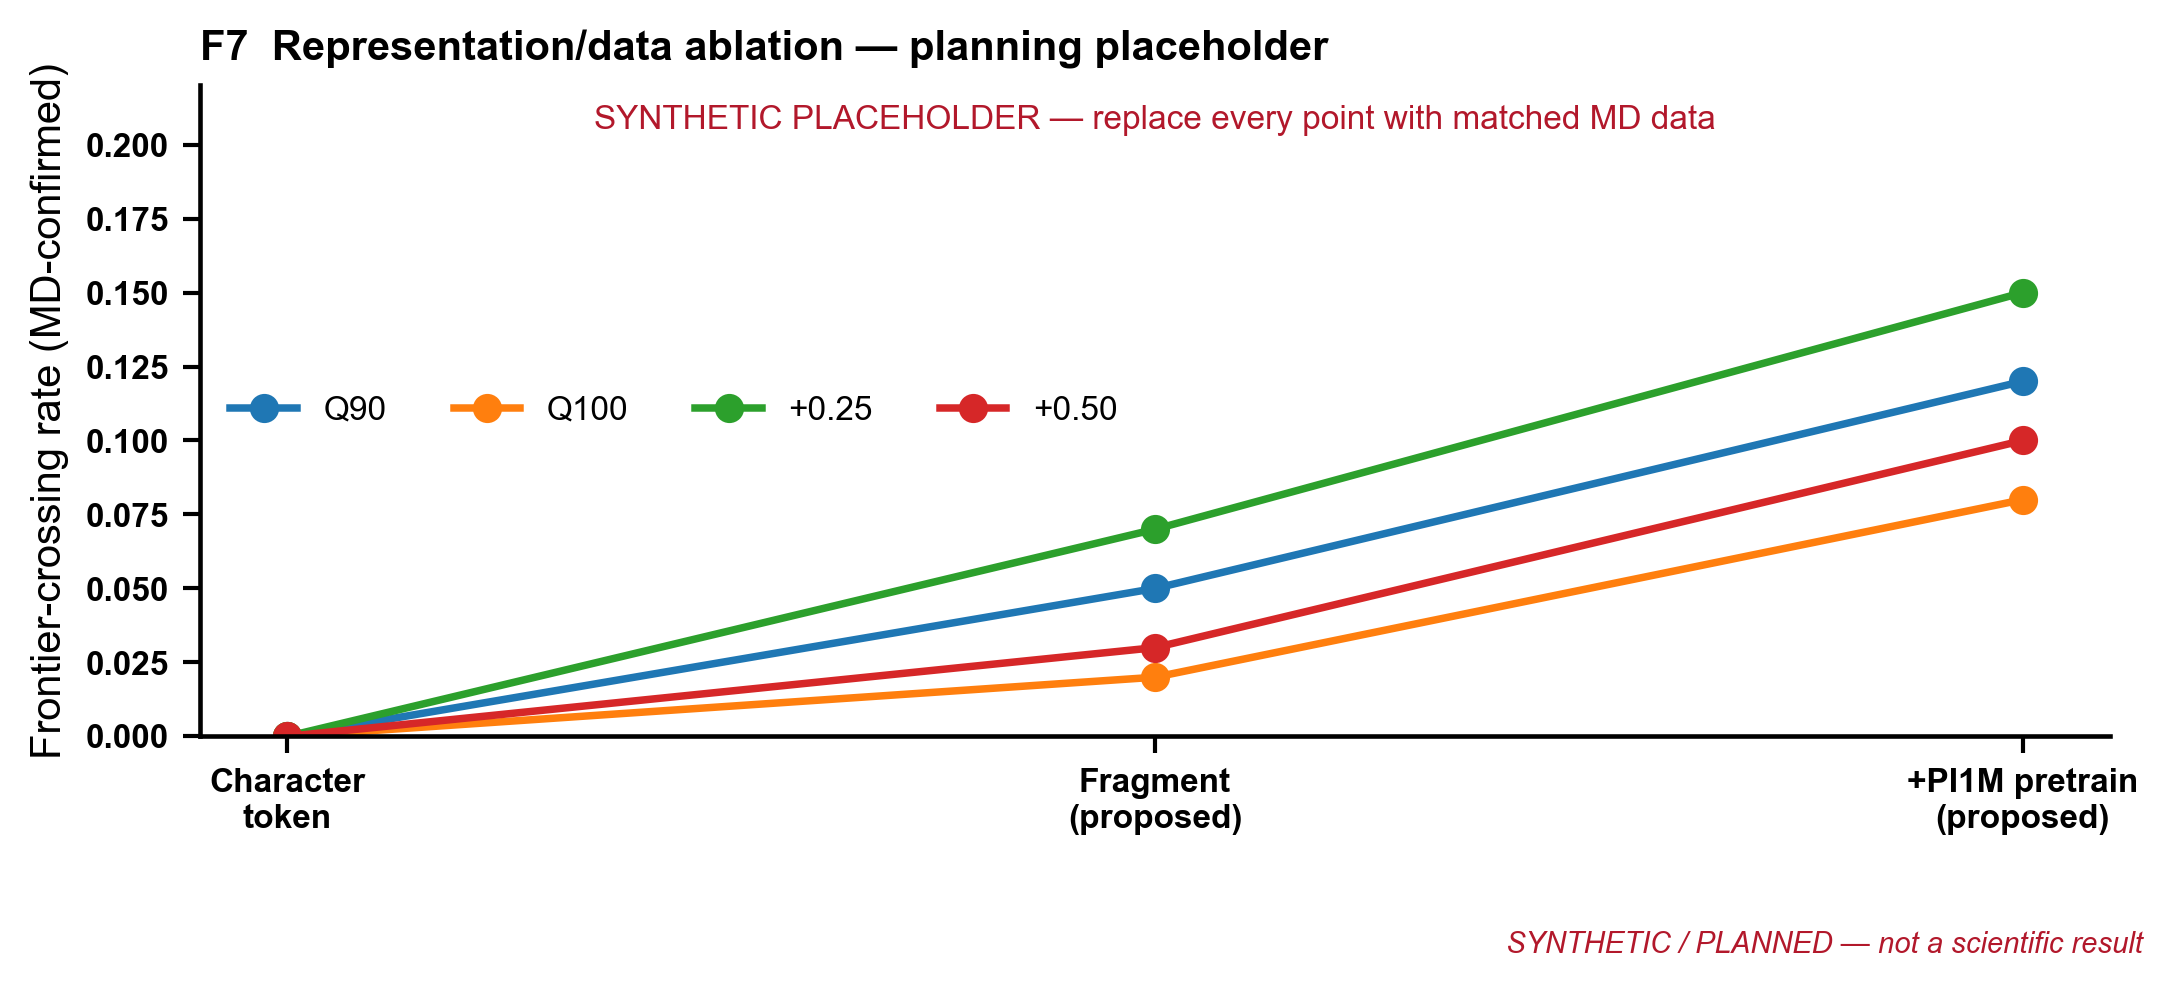 F7  Representation/data ablation — planning placeholder
SYNTHETIC PLACEHOLDER — replace every point with matched MD data
Frontier-crossing rate (MD-confirmed)
0.200
0.175
0.150
0.125
0.100
0.075
0.050
0.025
0.000
Q90
Q100
+0.25
+0.50
Character
token
Fragment
(proposed)
+PI1M pretrain
(proposed)
SYNTHETIC / PLANNED — not a scientific result